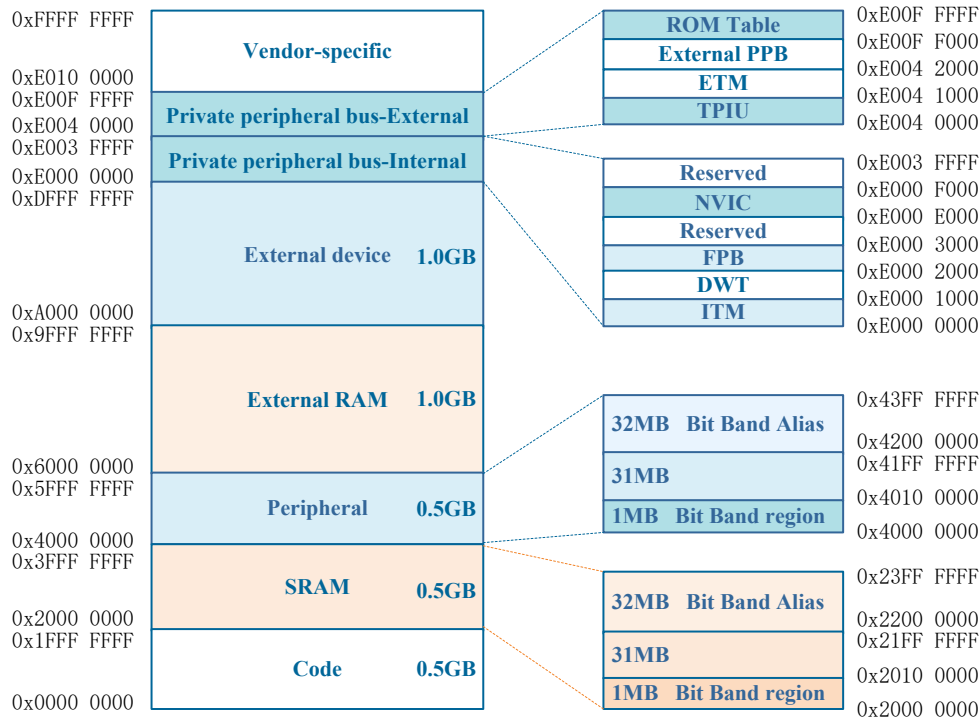 0xFFFF FFFF
Vendor-specific
0xE010 0000
0xE00F FFFF
Private peripheral bus-External
0xE004 0000
0xE003 FFFF
Private peripheral bus-Internal
0xE000 0000
0xDFFF FFFF
External device 1.0GB
0xA000 0000
0x9FFF FFFF
External RAM 1.0GB
0x6000 0000
0x5FFF FFFF
Peripheral 0.5GB
0x4000 0000
0x3FFF FFFF
SRAM 0.5GB
0x2000 0000
0x1FFF FFFF
Code 0.5GB
0x0000 0000
0xE00F FFFF
ROM Table
0xE00F F000
External PPB
0xE004 2000
ETM
0xE004 1000
TPIU
0xE004 0000
0xE003 FFFF
Reserved
0xE000 F000
NVIC
0xE000 E000
Reserved
0xE000 3000
FPB
0xE000 2000
DWT
0xE000 1000
ITM
0xE000 0000
0x43FF FFFF
32MB Bit Band Alias
0x4200 0000
0x41FF FFFF
31MB
0x4010 0000
1MB Bit Band region
0x4000 0000
0x23FF FFFF
32MB Bit Band Alias
0x2200 0000
0x21FF FFFF
31MB
0x2010 0000
1MB Bit Band region
0x2000 0000